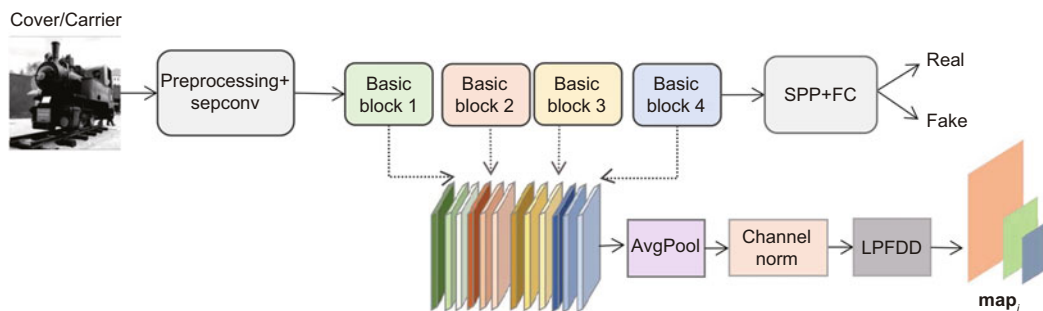 Cover/Carrier
Preprocessing+
sepconv
Basic
block 1
Basic
block 2
Basic
block 3
Basic
block 4
SPP+FC
Real
Fake
AvgPool
Channel
norm
LPFDD
map_i